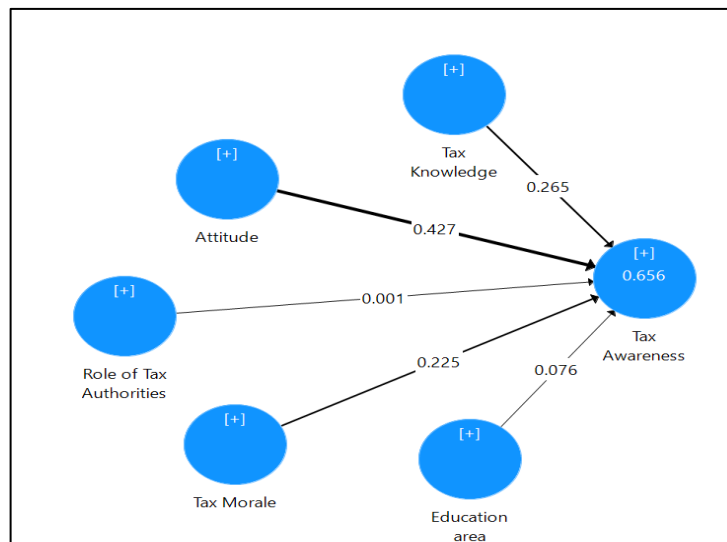 [+]
Tax
Knowledge
0.265
[+]
Attitude
0.427
[+]
0.656
Tax
Awareness
[+]
Role of Tax
Authorities
0.001
[+]
Tax Morale
0.225
[+]
Education
area
0.076